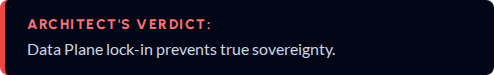 ARCHITECT'S VERDICT:
Data Plane lock-in prevents true sovereignty.